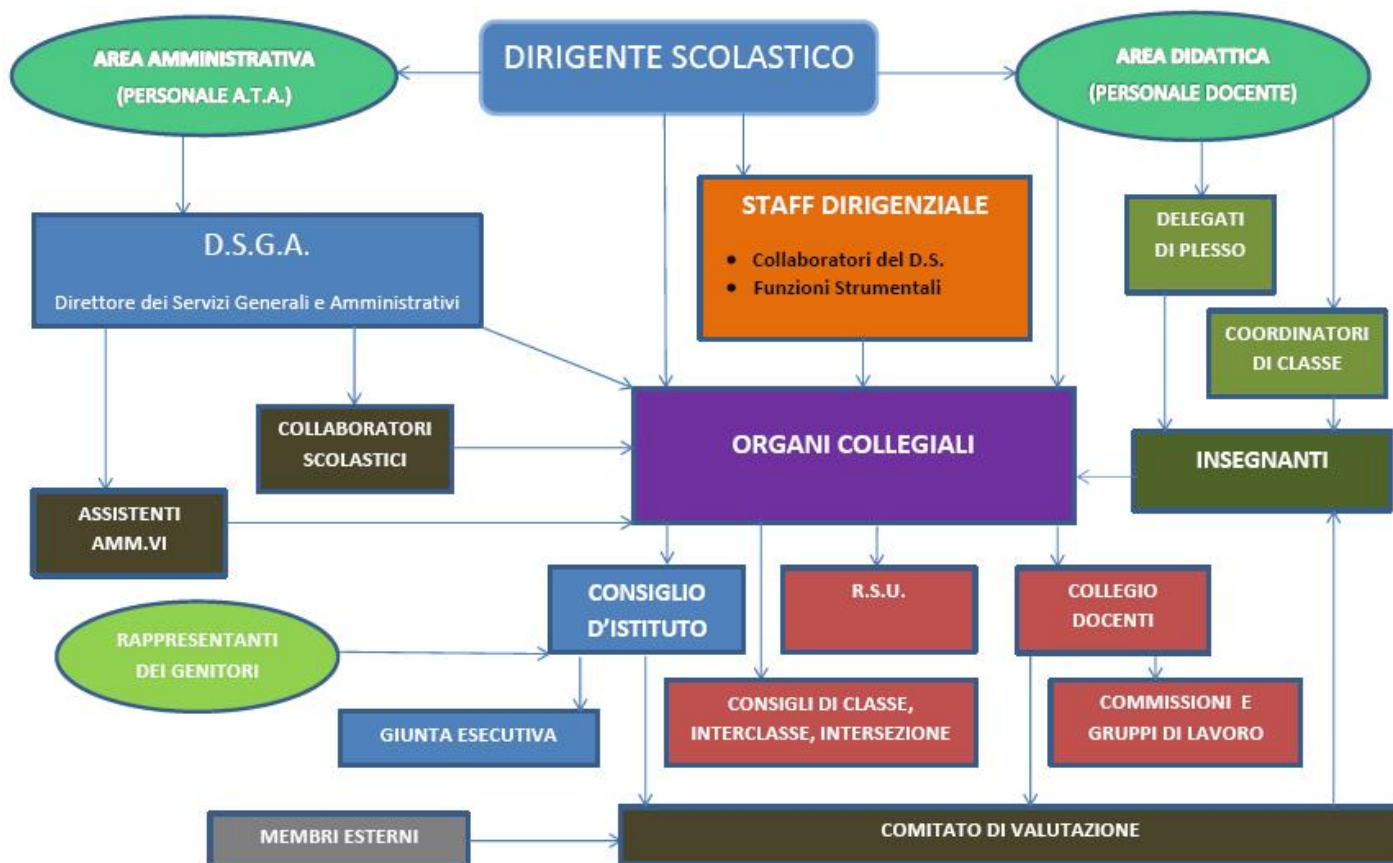 AREA AMMINISTRATIVA
(PERSONALE A.T.A.)
DIRIGENTE SCOLASTICO
AREA DIDATTICA
(PERSONALE DOCENTE)
D.S.G.A.
Direttore dei Servizi Generali e Amministrativi
STAFF DIRIGENZIALE
• Collaboratori del D.S.
• Funzioni Strumentali
DELEGATI
DI PLESSO
COORDINATORI
DI CLASSE
COLLABORATORI
SCOLASTICI
ORGANI COLLEGIALI
INSEGNANTI
ASSISTENTI
AMM.VI
CONSIGLIO
D'ISTITUTO
R.S.U.
COLLEGIO
DOCENTI
RAPPRESENTANTI
DEI GENITORI
GIUNTA ESECUTIVA
CONSIGLI DI CLASSE,
INTERCLASSE, INTERSEZIONE
COMMISSIONI E
GRUPPI DI LAVORO
MEMBRI ESTERNI
COMITATO DI VALUTAZIONE